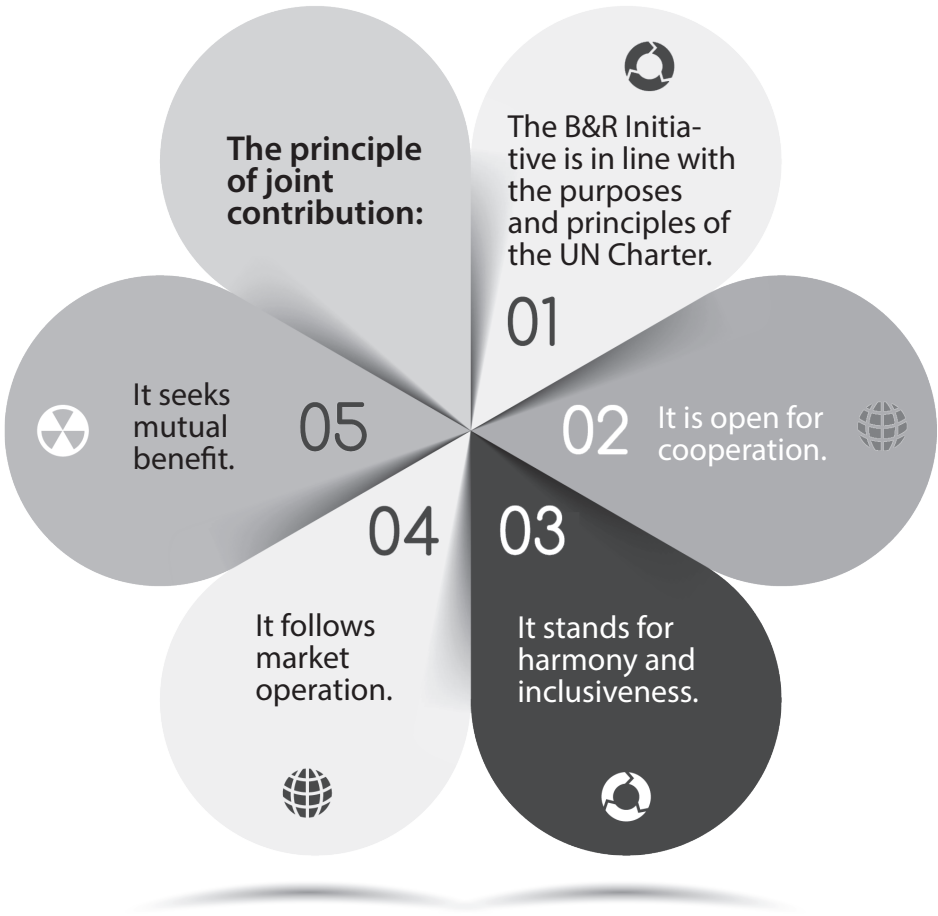 The principle
of joint
contribution:
The B&R Initia-
tive is in line with
the purposes
and principles of
the UN Charter.
01
02
It is open for
cooperation.
03
It stands for
harmony and
inclusiveness.
04
It follows
market
operation.
05
It seeks
mutual
benefit.